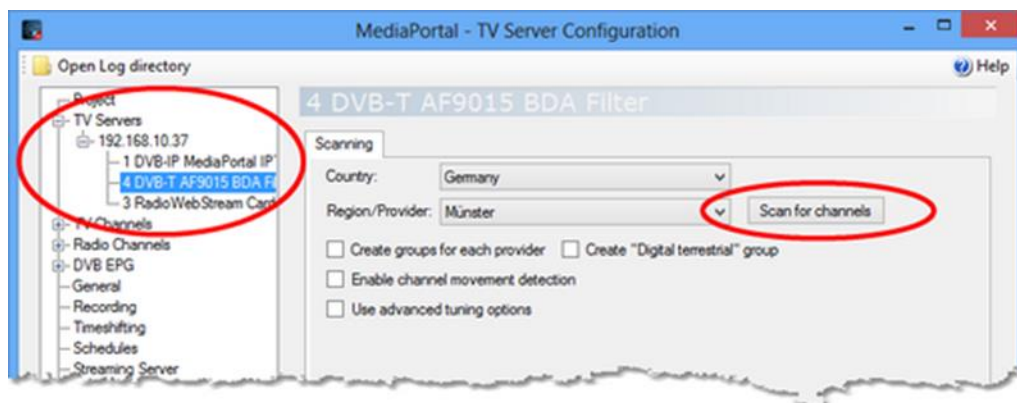 MediaPortal - TV Server Configuration
Open Log directory
Help
Project
TV Servers
192.168.10.37
1 DVB-IP MediaPortal IPT
4 DVB-T AF9015 BDA Fi
3 RadioWebStream Card
TV Channels
Radio Channels
DVB EPG
General
Recording
Timeshifting
Schedules
Streaming Server
4 DVB-T AF9015 BDA Filter
Scanning
Country: Germany
Region/Provider: Münster Scan for channels
Create groups for each provider Create "Digital terrestrial" group
Enable channel movement detection
Use advanced tuning options